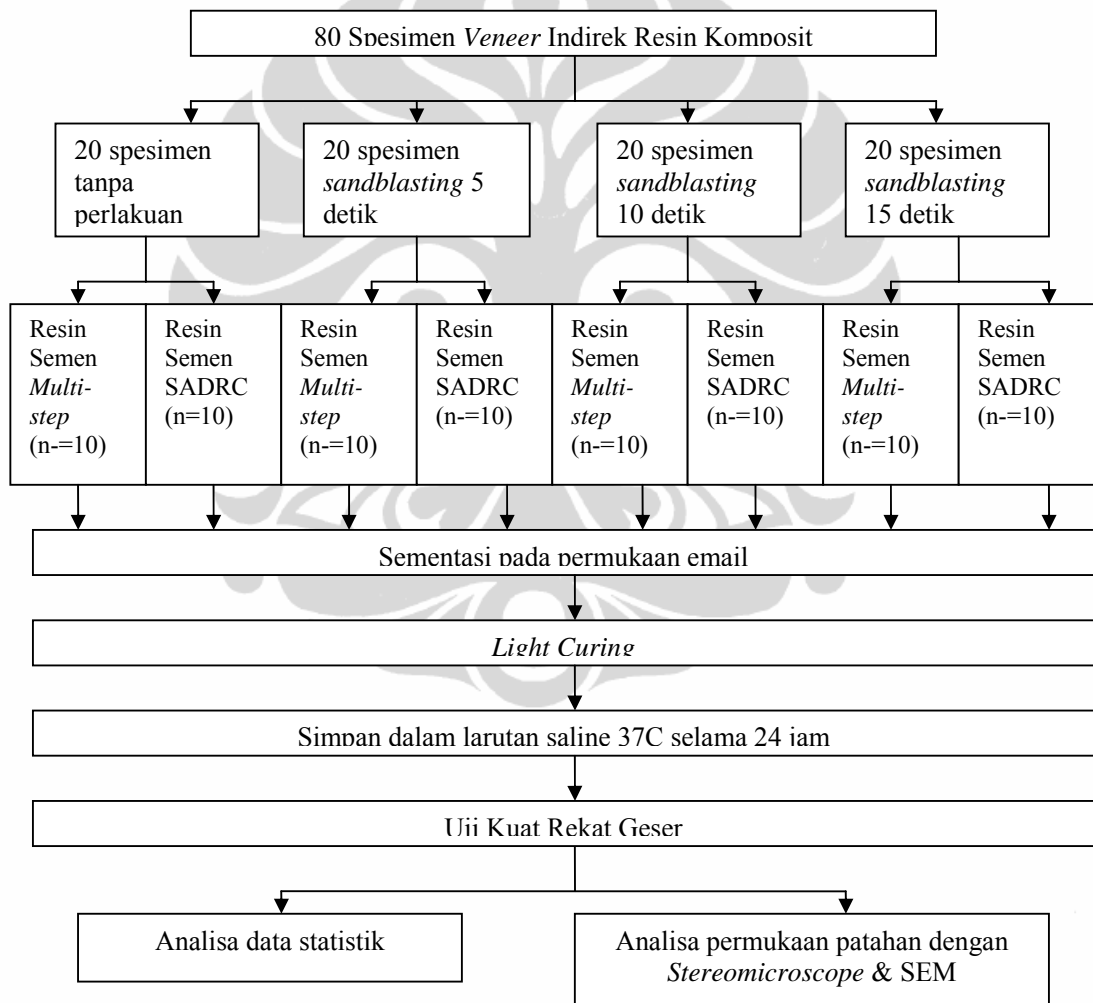 80 Spesimen Veneer Indirek Resin Komposit
20 spesimen
tanpa
perlakuan
20 spesimen
sandblasting 5
detik
20 spesimen
sandblasting
10 detik
20 spesimen
sandblasting
15 detik
Resin
Semen
Multi-
step
(n-=10)
Resin
Semen
SADRC
(n=10)
Resin
Semen
Multi-
step
(n-=10)
Resin
Semen
SADRC
(n-=10)
Resin
Semen
Multi-
step
(n-=10)
Resin
Semen
SADRC
(n-=10)
Resin
Semen
Multi-
step
(n-=10)
Resin
Semen
SADRC
(n-=10)
Sementasi pada permukaan email
Light Curing
Simpan dalam larutan saline 37C selama 24 jam
Uji Kuat Rekat Geser
Analisa data statistik
Analisa permukaan patahan dengan
Stereomicroscope & SEM